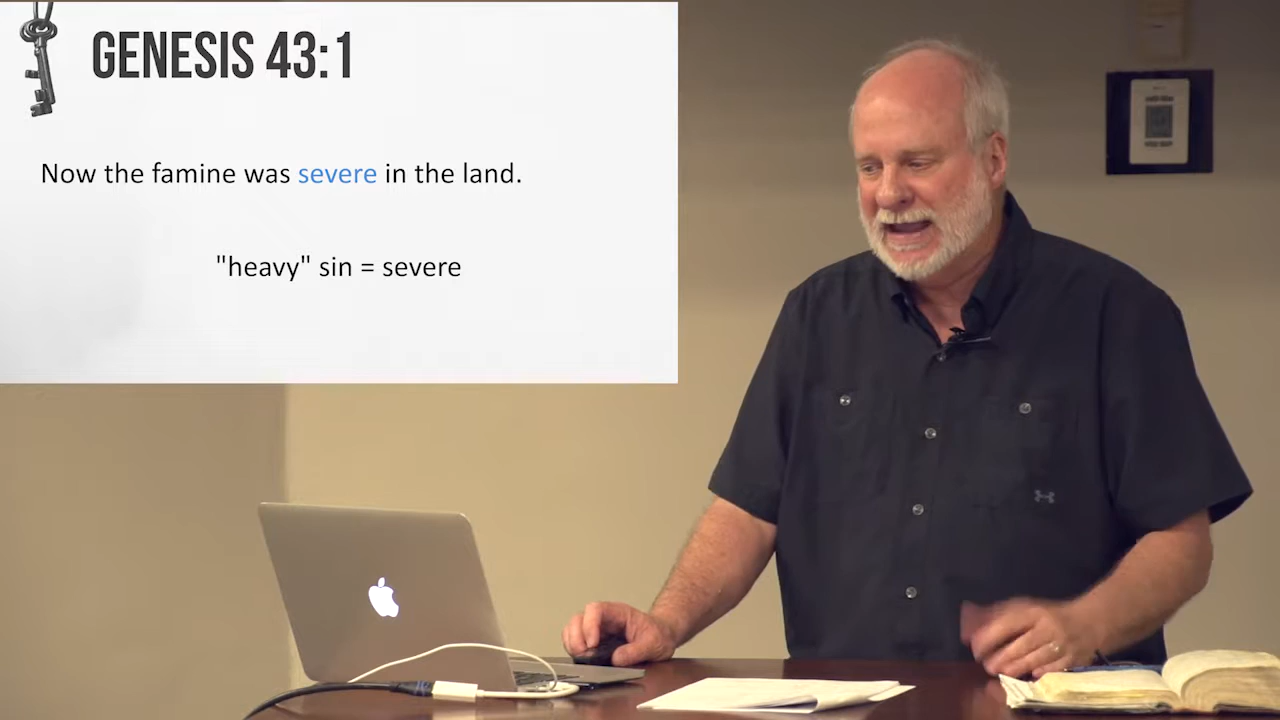 GENESIS 43:1
Now the famine was severe in the land.
"heavy" sin = severe